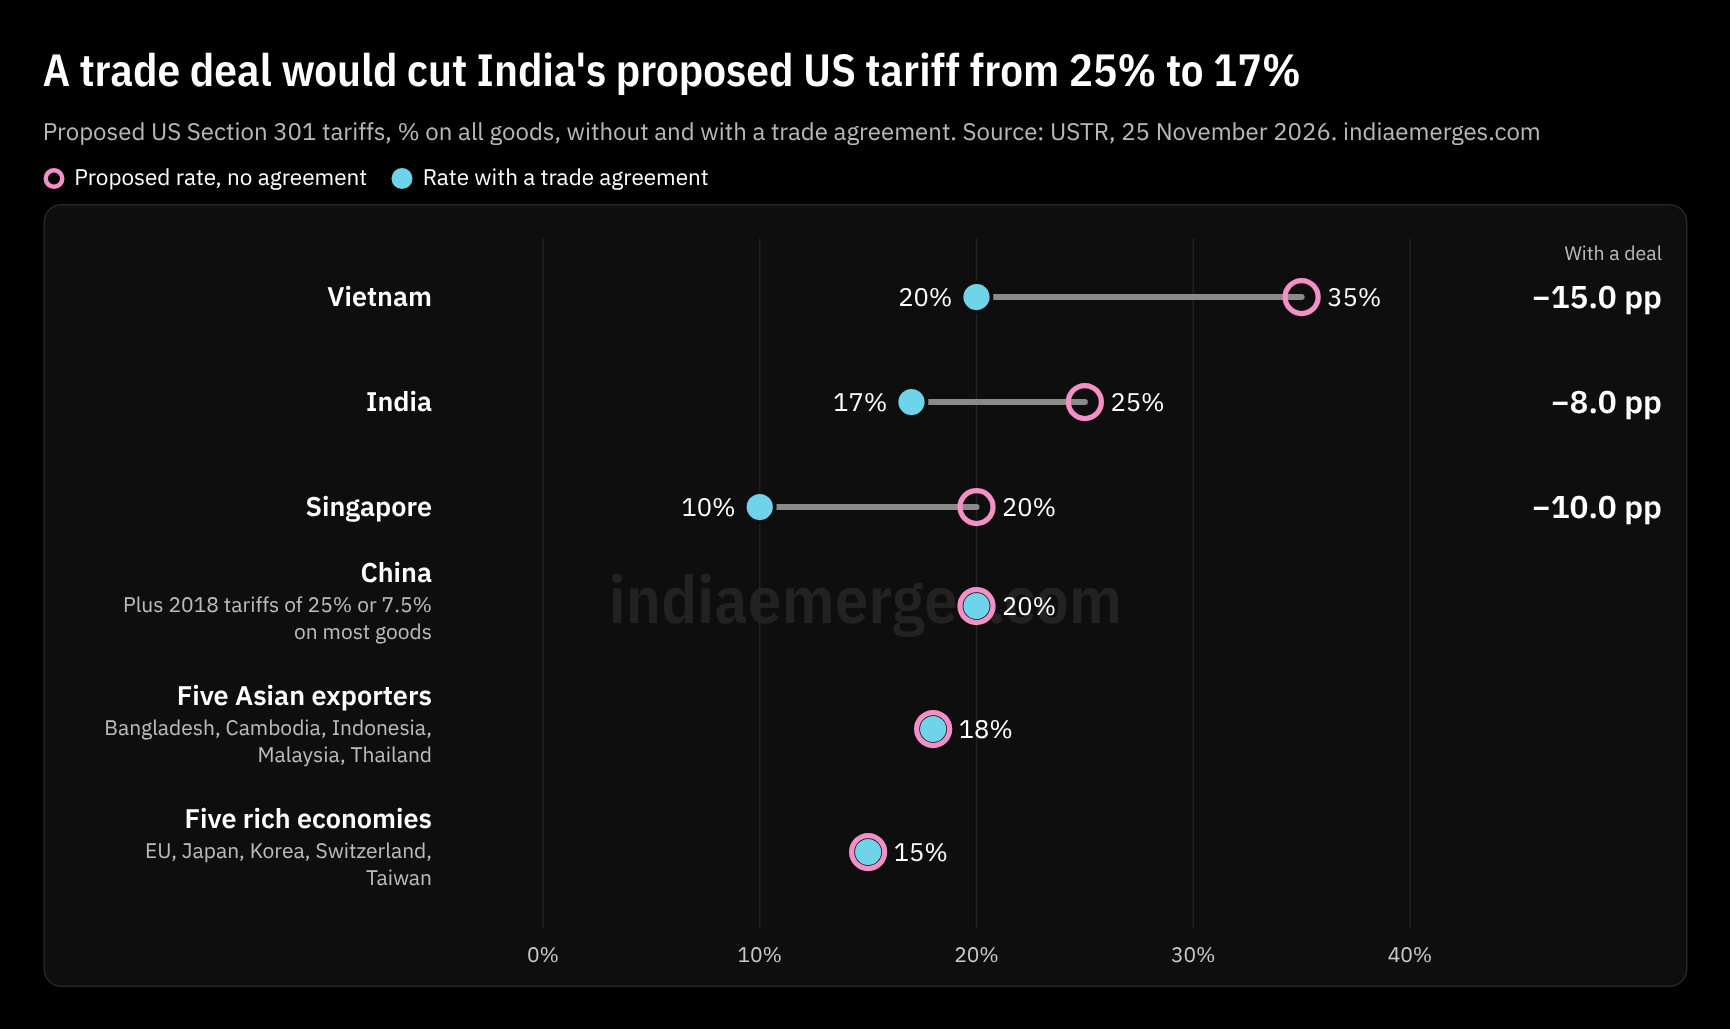 A trade deal would cut India's proposed US tariff from 25% to 17%
Proposed US Section 301 tariffs, % on all goods, without and with a trade agreement. Source: USTR, 25 November 2026. indiaemerges.com
Proposed rate, no agreement
Rate with a trade agreement
With a deal
Vietnam 20% 35% −15.0 pp
India 17% 25% −8.0 pp
Singapore 10% 20% −10.0 pp
China
Plus 2018 tariffs of 25% or 7.5%
on most goods
20%
indiaemerges.com
Five Asian exporters
Bangladesh, Cambodia, Indonesia,
Malaysia, Thailand
18%
Five rich economies
EU, Japan, Korea, Switzerland,
Taiwan
15%
0% 10% 20% 30% 40%